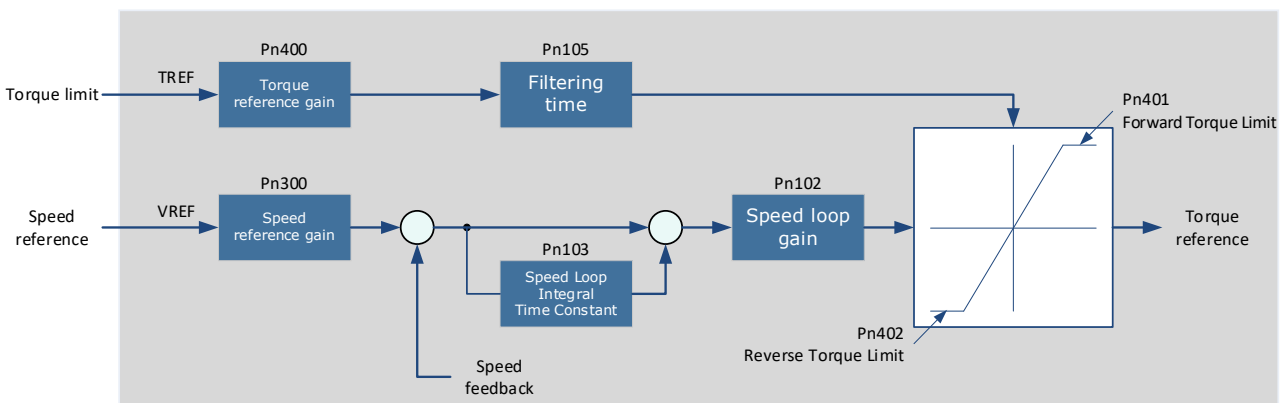 Pn400
Pn105
Torque limit
TREF
Torque
reference gain
Filtering
time
Pn401
Forward Torque Limit
Pn300
Pn102
Speed
reference
VREF
Speed
reference gain
Speed loop
gain
Torque
reference
Pn103
Speed Loop
Integral
Time Constant
Pn402
Reverse Torque Limit
Speed
feedback